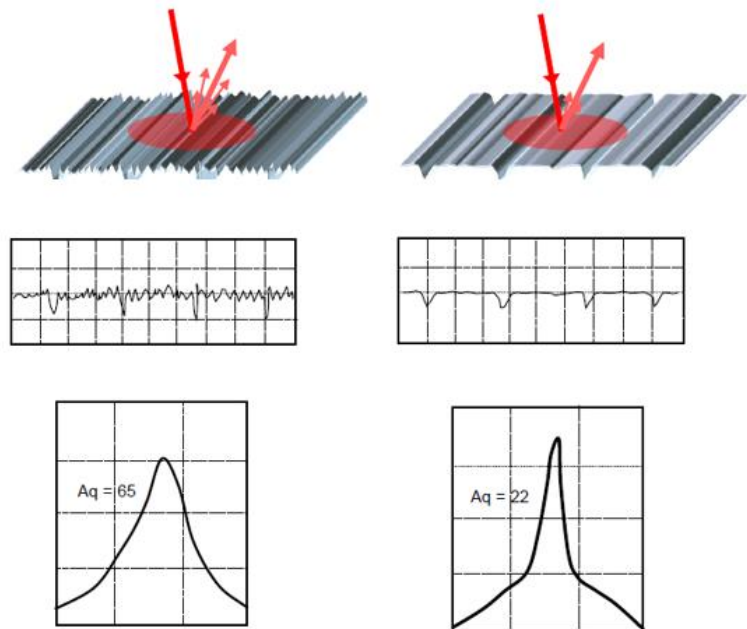 Aq = 65
Aq = 22